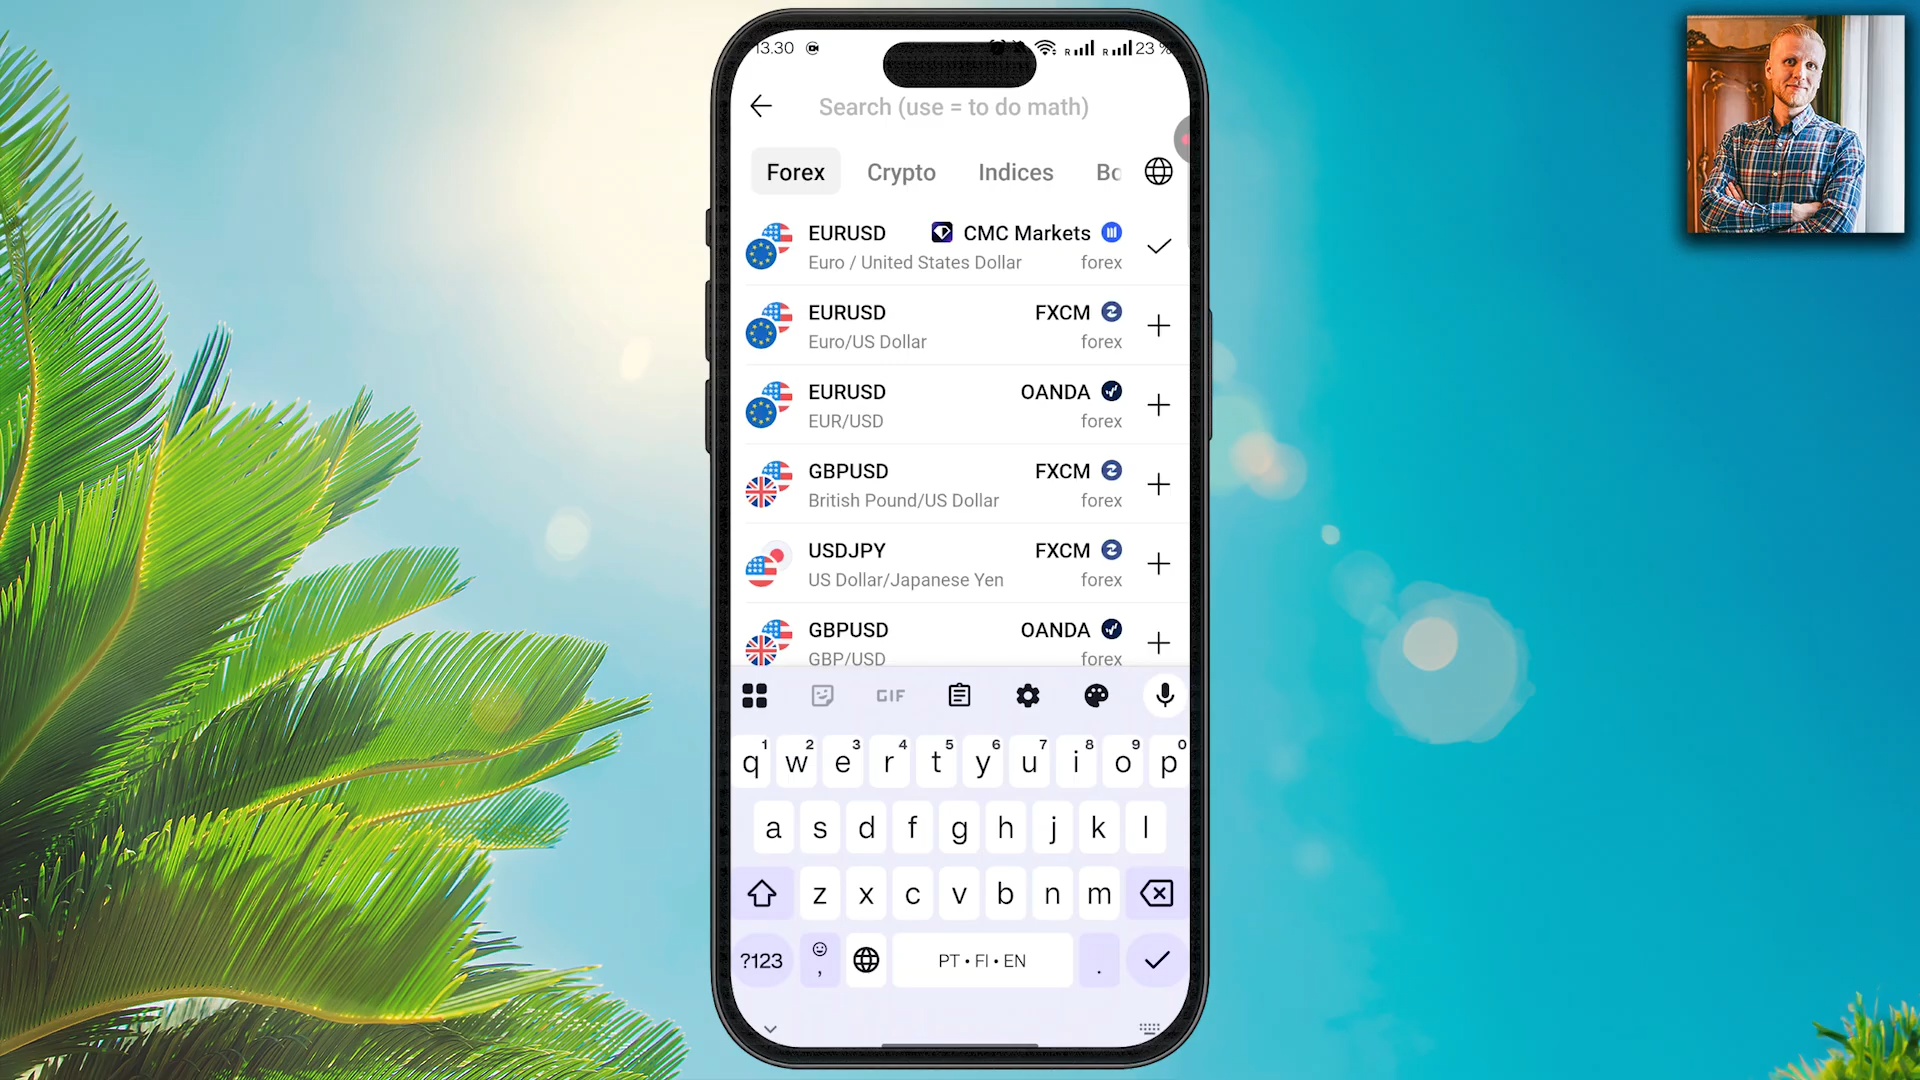 13.30 R R 23 %
Search (use = to do math)
Forex Crypto Indices Bo
EURUSD CMC Markets
Euro / United States Dollar forex
EURUSD FXCM
Euro/US Dollar forex
EURUSD OANDA
EUR/USD forex
GBPUSD FXCM
British Pound/US Dollar forex
USDJPY FXCM
US Dollar/Japanese Yen forex
GBPUSD OANDA
GBP/USD forex
GIF
1 2 3 4 5 6 7 8 9 0
q w e r t y u i o p
a s d f g h j k l
z x c v b n m
?123 , PT • FI • EN .